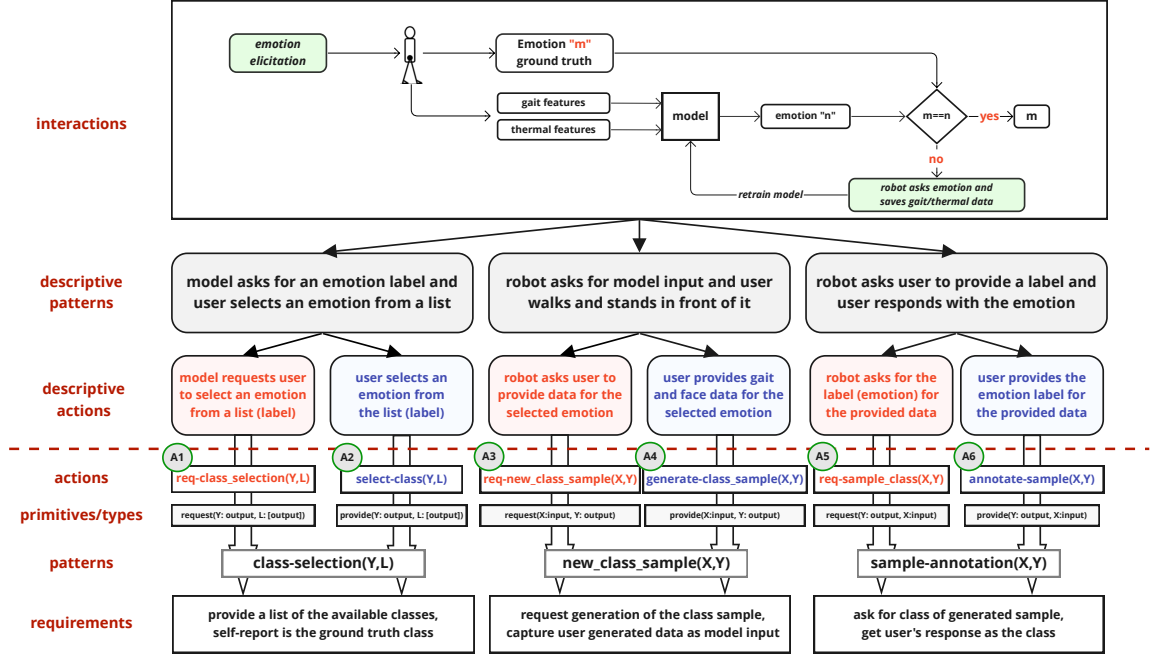 emotion
elicitation
Emotion "m"
ground truth
interactions
gait features
thermal features
model
emotion "n"
m==n
yes
m
no
retrain model
robot asks emotion and
saves gait/thermal data
descriptive
patterns
model asks for an emotion label and
user selects an emotion from a list
robot asks for model input and user
walks and stands in front of it
robot asks user to provide a label and
user responds with the emotion
descriptive
actions
model requests user
to select an emotion
from a list (label)
user selects an
emotion from
the list (label)
robot asks user to
provide data for the
selected emotion
user provides gait
and face data for the
selected emotion
robot asks for the
label (emotion) for
the provided data
user provides the
emotion label for
the provided data
A1
A2
A3
A4
A5
A6
actions
req-class_selection(Y,L)
select-class(Y,L)
req-new_class_sample(X,Y)
generate-class_sample(X,Y)
req-sample_class(X,Y)
annotate-sample(X,Y)
primitives/types
request(Y: output, L: [output])
provide(Y: output, L: [output])
request(X:input, Y: output)
provide(X:input, Y: output)
request(Y: output, X:input)
provide(Y: output, X:input)
patterns
class-selection(Y,L)
new_class_sample(X,Y)
sample-annotation(X,Y)
requirements
provide a list of the available classes,
self-report is the ground truth class
request generation of the class sample,
capture user generated data as model input
ask for class of generated sample,
get user's response as the class